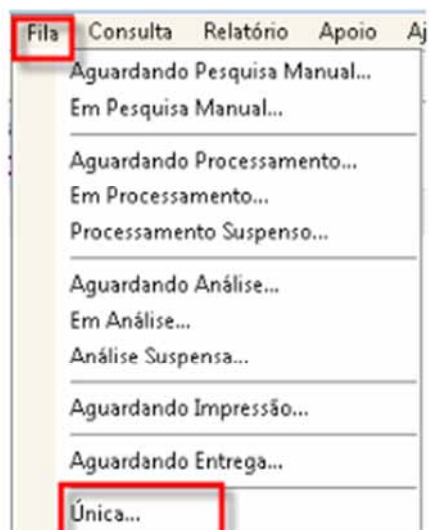 Fila Consulta Relatório Apoio Aj
Aguardando Pesquisa Manual...
Em Pesquisa Manual...
Aguardando Processamento...
Em Processamento...
Processamento Suspenso...
Aguardando Análise...
Em Análise...
Análise Suspensa...
Aguardando Impressão...
Aguardando Entrega...
Única...